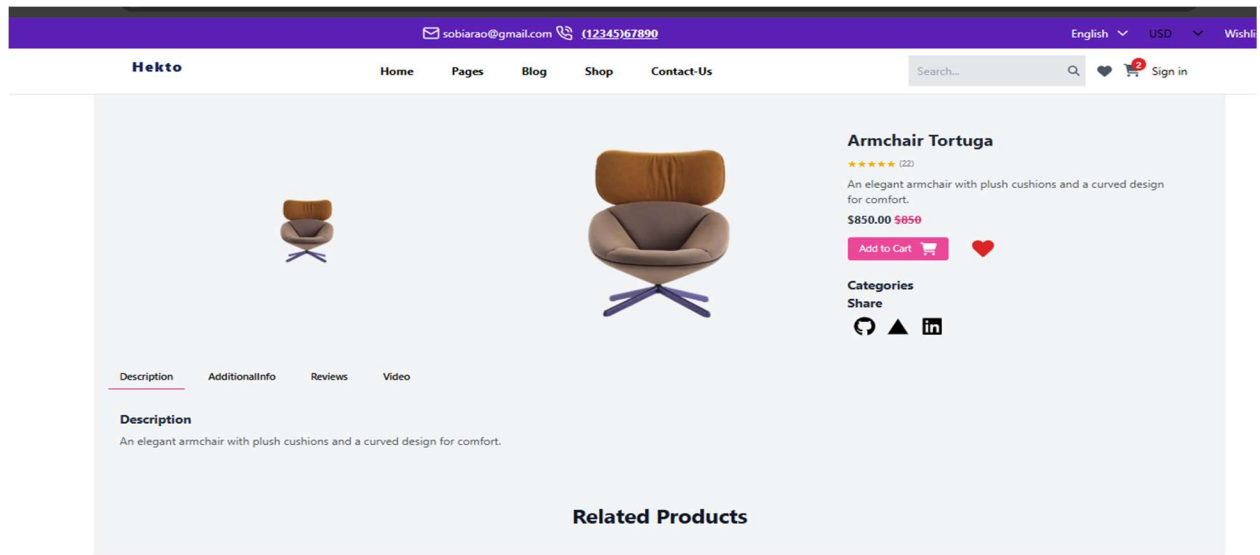 sobiarao@gmail.com (12345)67890 English USD Wishli
Hekto Home Pages Blog Shop Contact-Us Search... 2 Sign in
Armchair Tortuga
★★★★★ (22)
An elegant armchair with plush cushions and a curved design
for comfort.
$850.00 $850
Add to Cart
Categories
Share
in
Description AdditionalInfo Reviews Video
Description
An elegant armchair with plush cushions and a curved design for comfort.
Related Products